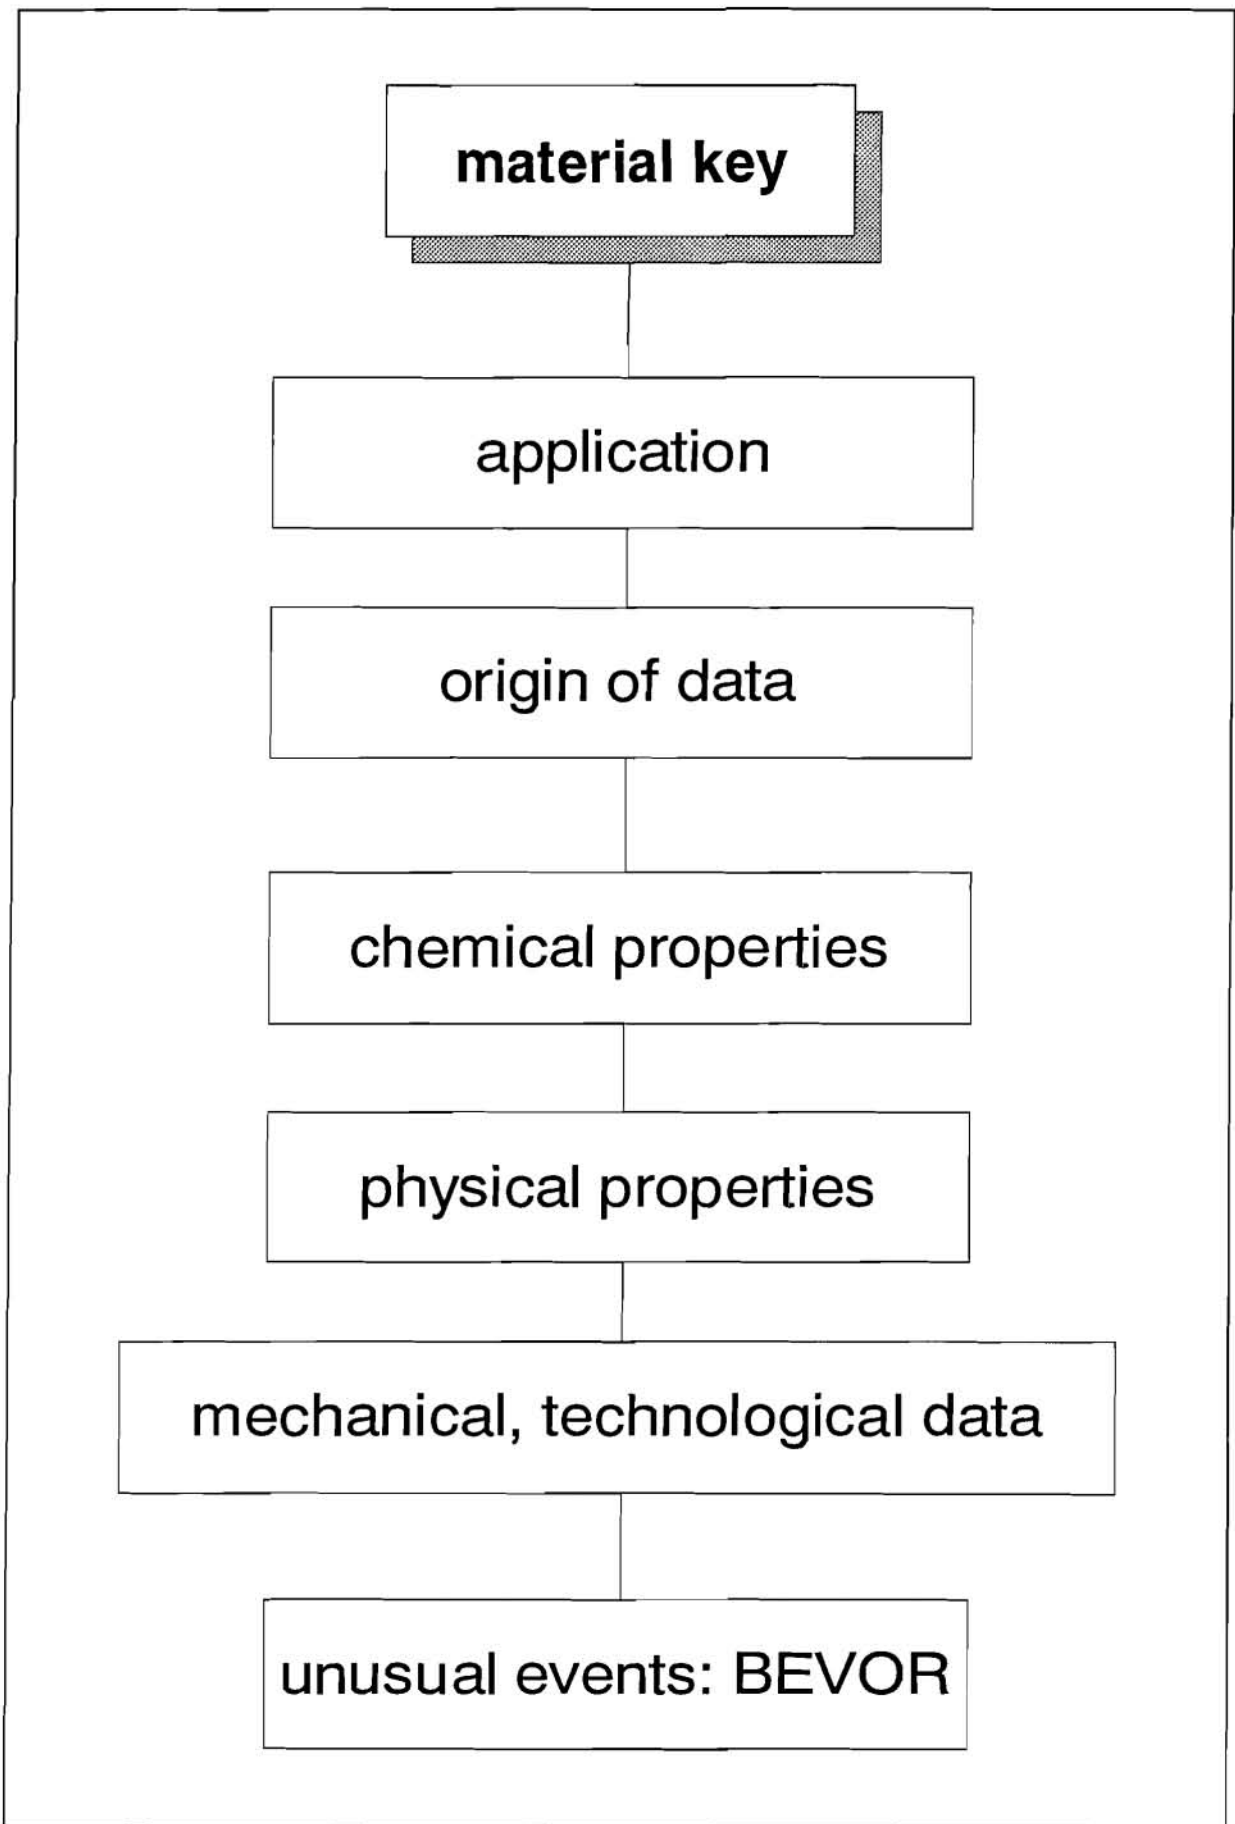 material key
application
origin of data
chemical properties
physical properties
mechanical, technological data
unusual events: BEVOR